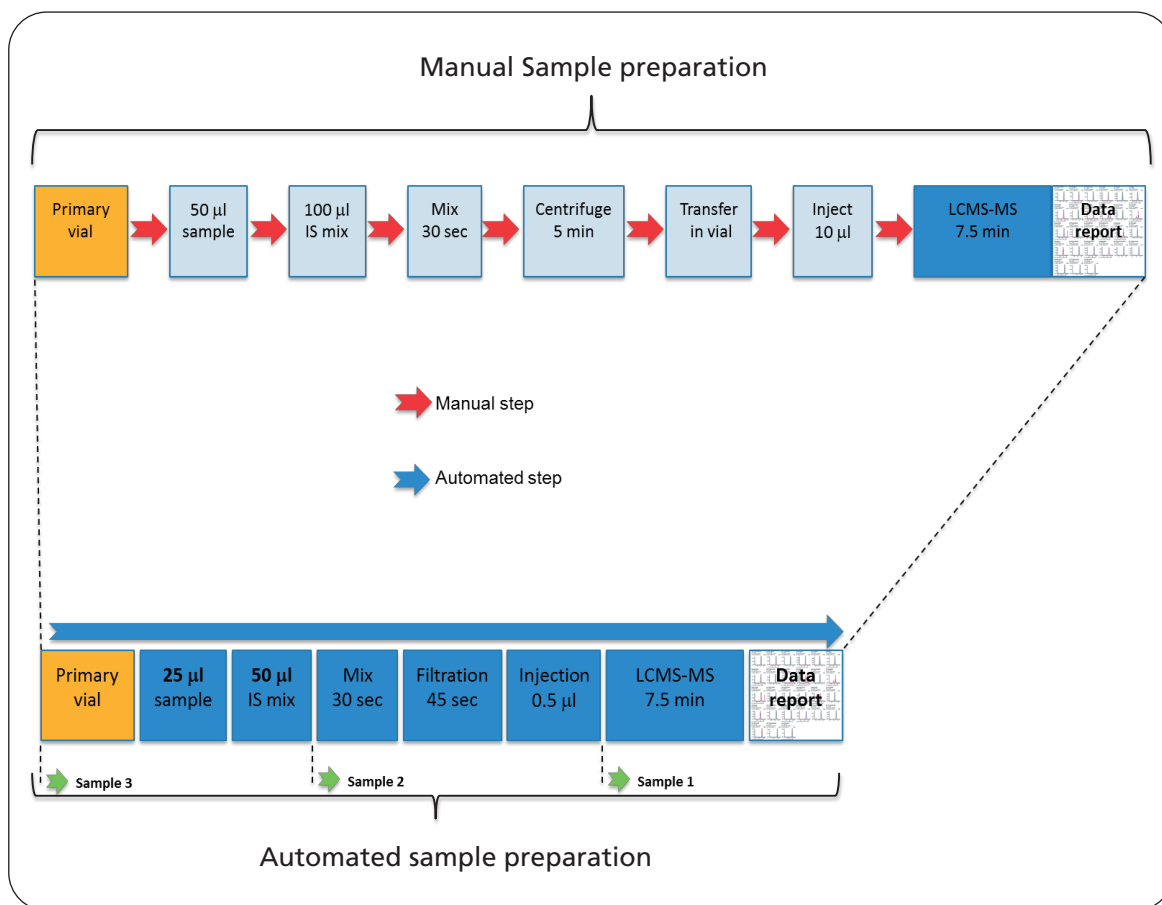 Manual Sample preparation
Primary
vial
50 µl
sample
100 µl
IS mix
Mix
30 sec
Centrifuge
5 min
Transfer
in vial
Inject
10 µl
LCMS-MS
7.5 min
Data
report
Manual step
Automated step
Primary
vial
25 µl
sample
50 µl
IS mix
Mix
30 sec
Filtration
45 sec
Injection
0.5 µl
LCMS-MS
7.5 min
Data
report
Sample 3
Sample 2
Sample 1
Automated sample preparation